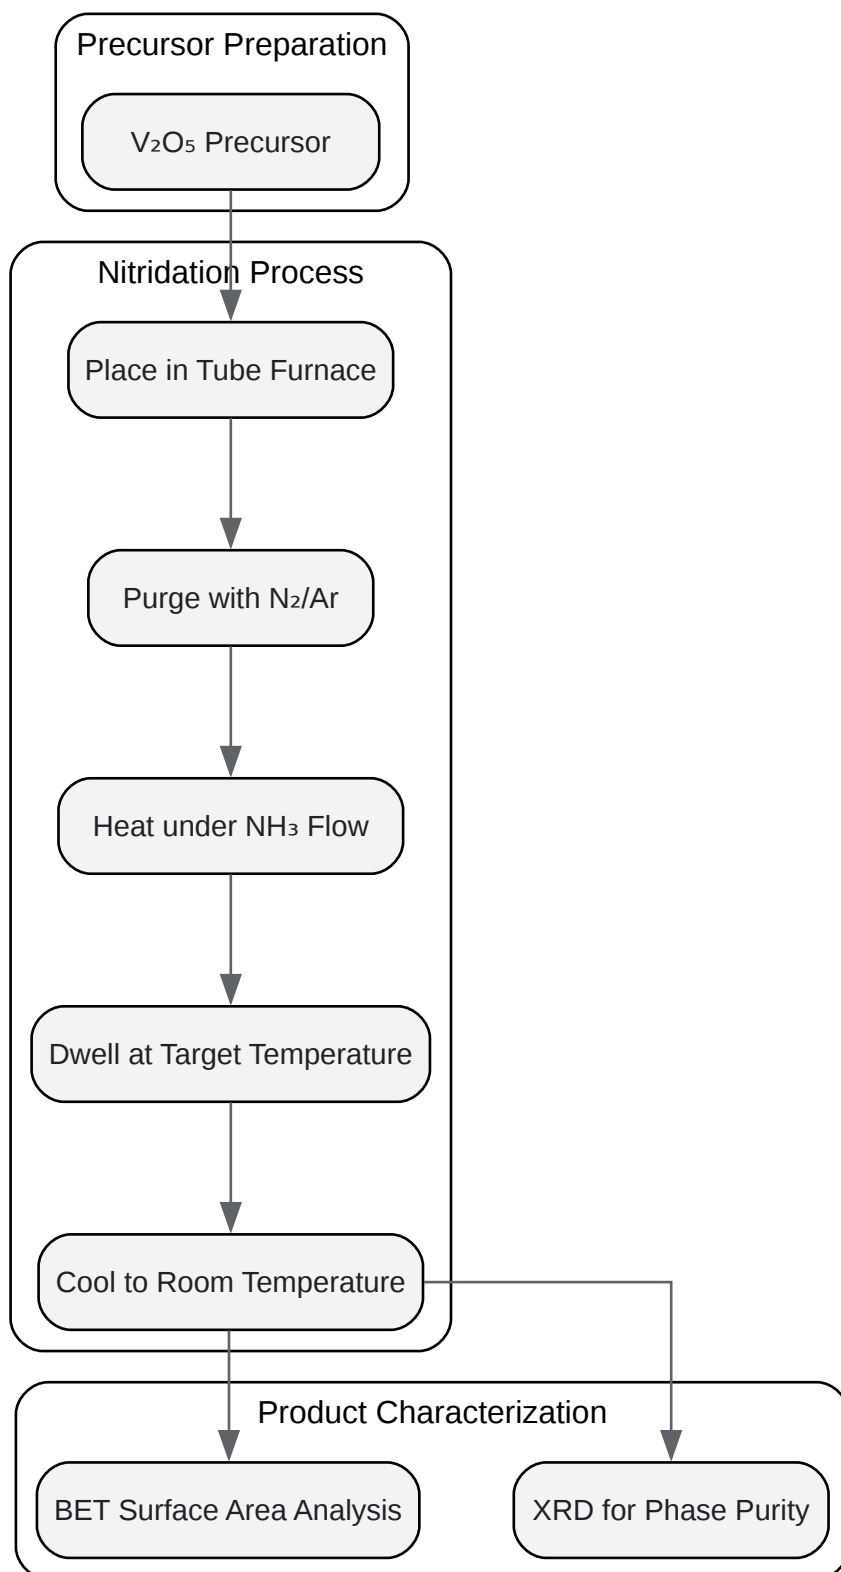 Precursor Preparation
V₂O₅ Precursor
Nitridation Process
Place in Tube Furnace
Purge with N₂/Ar
Heat under NH₃ Flow
Dwell at Target Temperature
Cool to Room Temperature
Product Characterization
BET Surface Area Analysis
XRD for Phase Purity